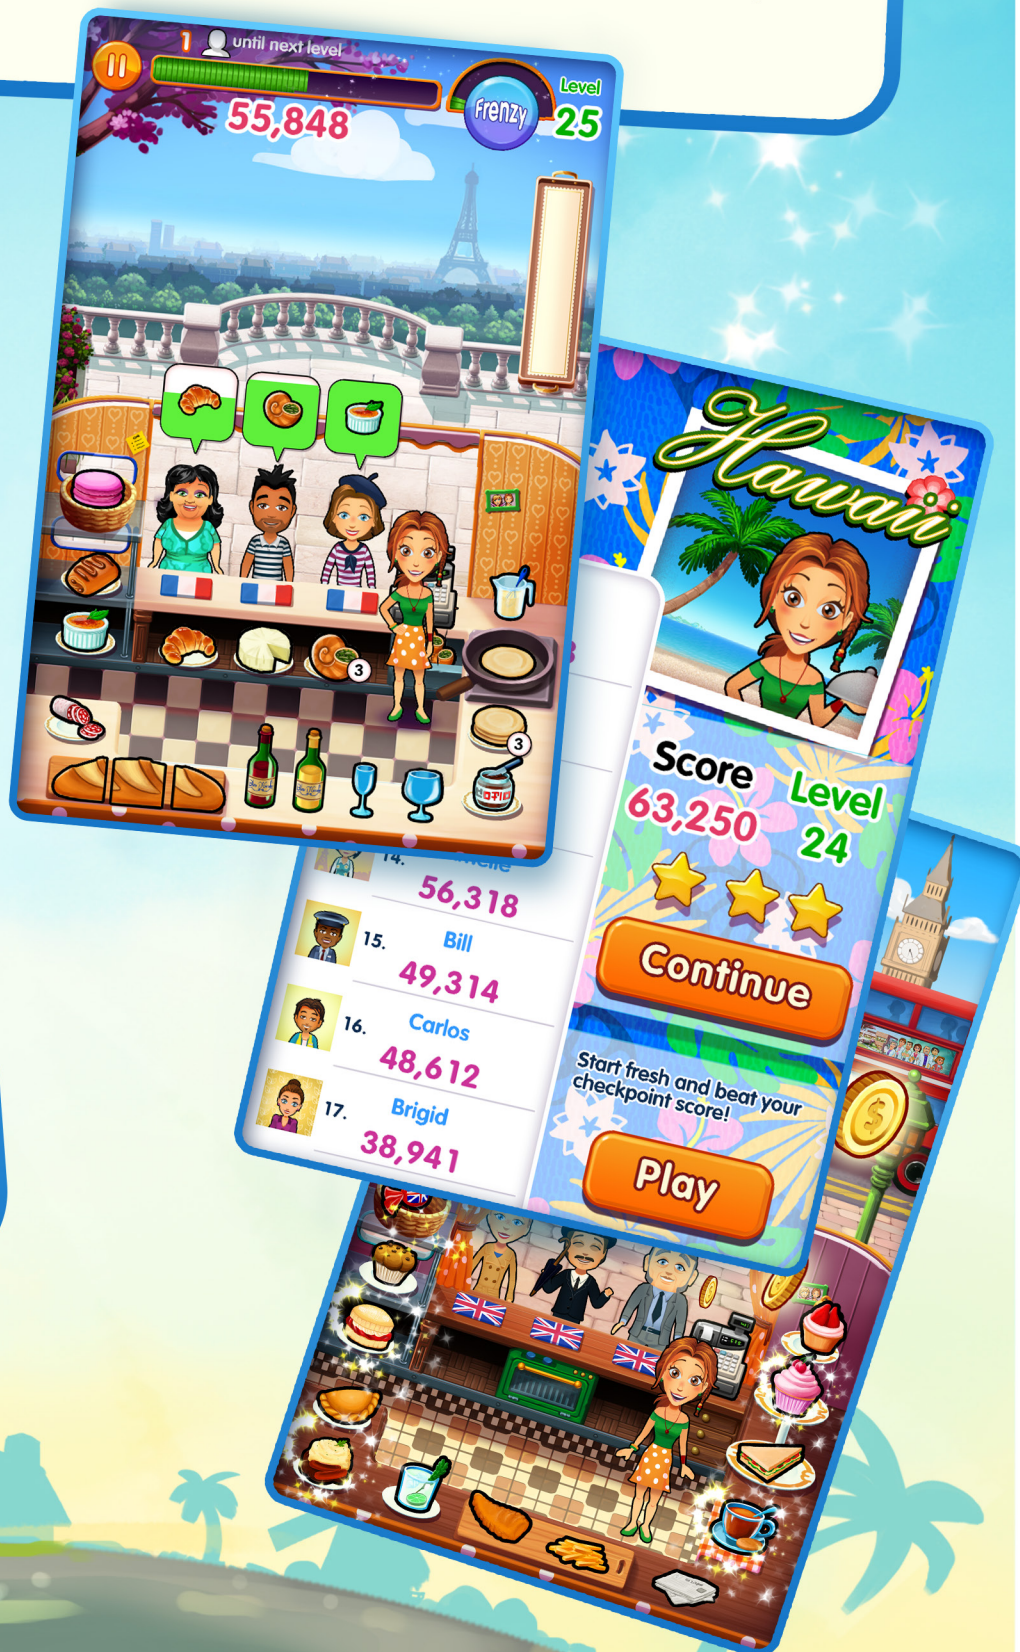 1 until next level
55,848
Frenzy
Level
25
3
3
Hawaii
Score
63,250
Level
24
Continue
Start fresh and beat your
checkpoint score!
Play
14.
56,318
15. Bill
49,314
16. Carlos
48,612
17. Brigid
38,941